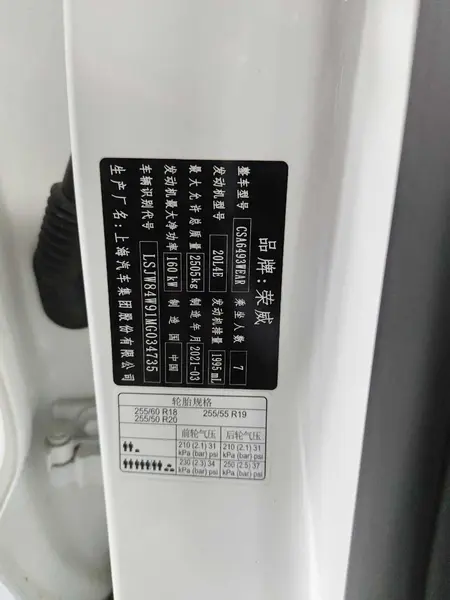 品牌:荣威
整车型号 CSA6493WEAR 乘坐人数 7
发动机型号 20L4E 发动机排量 1995 mL
最大允许总质量 2505kg 制造年月 2021-03
发动机最大净功率 160 kW 制造国 中国
车辆识别代号 LSJW84W91MG034735
生产厂名:上海汽车集团股份有限公司
轮胎规格
255/60 R18 255/55 R19
255/50 R20
前轮气压 后轮气压
210 (2.1) 31 210 (2.1) 31
kPa (bar) psi kPa (bar) psi
230 (2.3) 34 250 (2.5) 37
kPa (bar) psi kPa (bar) psi